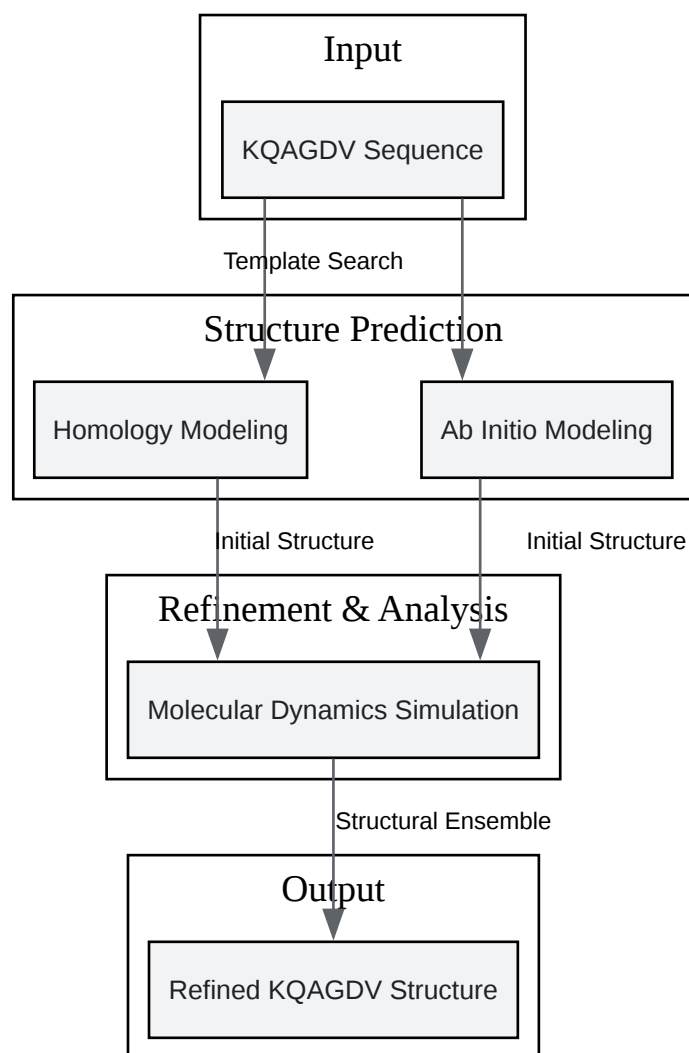 Input
KQAGDV Sequence
Template Search
Structure Prediction
Homology Modeling
Ab Initio Modeling
Initial Structure
Initial Structure
Refinement & Analysis
Molecular Dynamics Simulation
Structural Ensemble
Output
Refined KQAGDV Structure